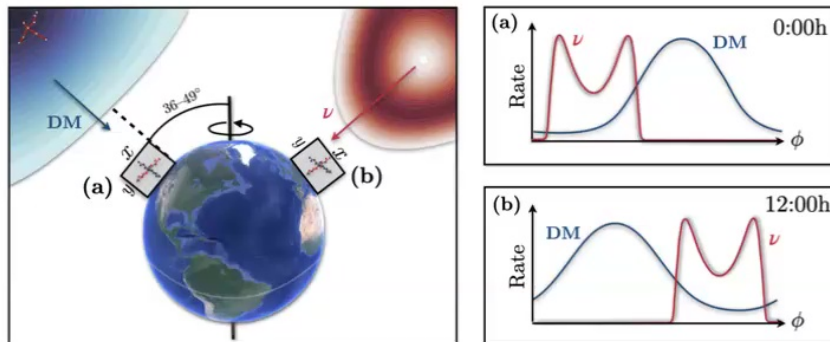 DM
36–49°
ν
x
y
(a)
y
x
(b)
(a)
0:00h
ν
DM
Rate
ϕ
(b)
12:00h
DM
ν
Rate
ϕ